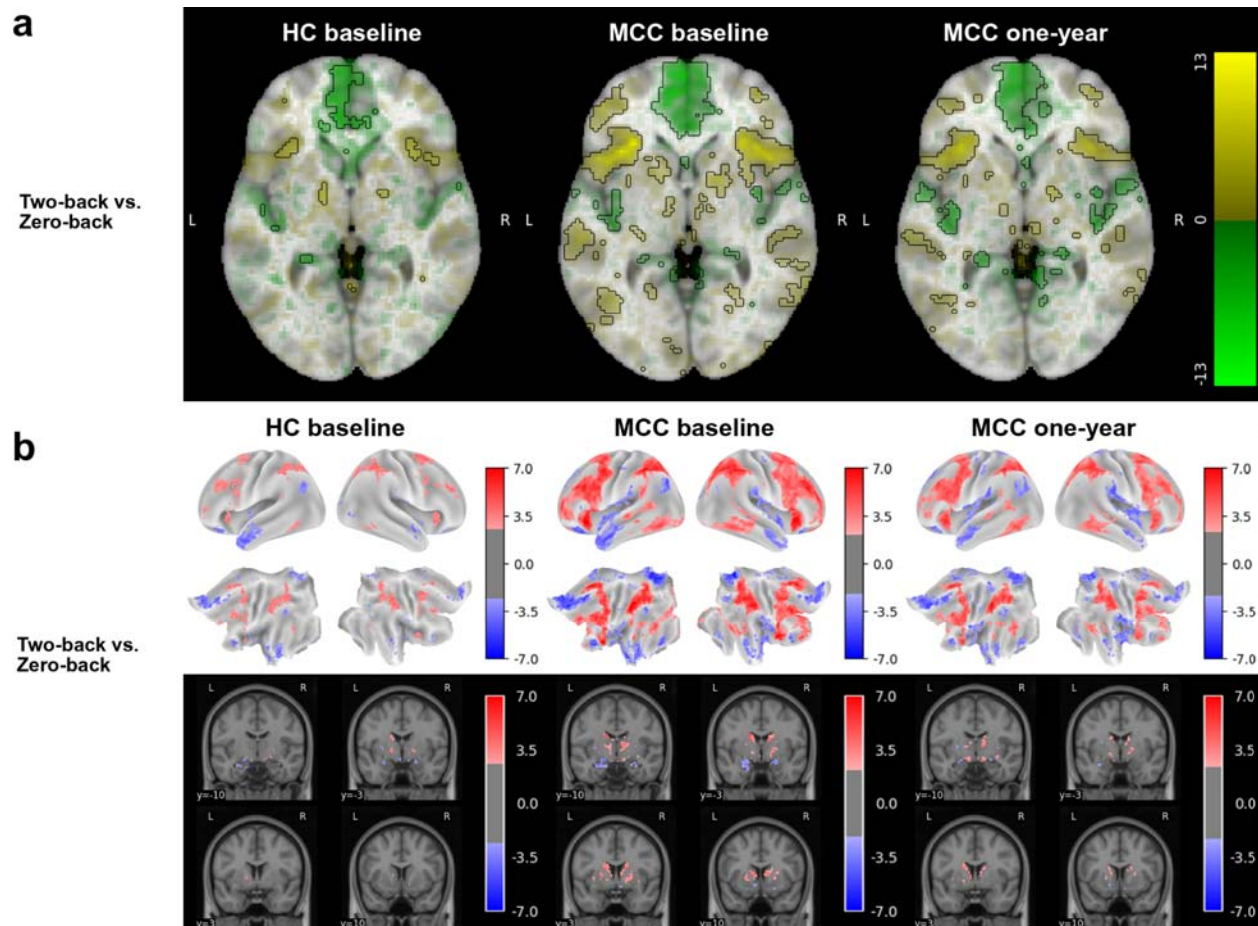 a
HC baseline
MCC baseline
MCC one-year
Two-back vs.
Zero-back
L
R
L
R
L
R
13
0
-13
b
HC baseline
MCC baseline
MCC one-year
Two-back vs.
Zero-back
7.0
3.5
0.0
-3.5
-7.0
7.0
3.5
0.0
-3.5
-7.0
7.0
3.5
0.0
-3.5
-7.0
L R L R
y=-10 y=-3
y=3 y=10
7.0
3.5
0.0
-3.5
-7.0
L R L R
y=-10 y=-3
y=3 y=10
7.0
3.5
0.0
-3.5
-7.0
L R L R
y=-10 y=-3
y=3 y=10
7.0
3.5
0.0
-3.5
-7.0